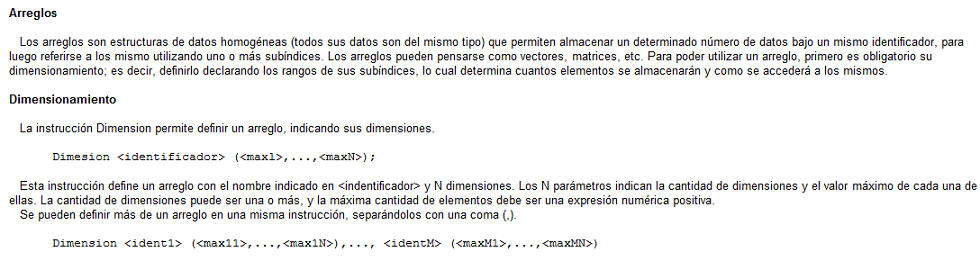 Arreglos
Los arreglos son estructuras de datos homogéneas (todos sus datos son del mismo tipo) que permiten almacenar un determinado número de datos bajo un mismo identificador, para
luego referirse a los mismo utilizando uno o más subíndices. Los arreglos pueden pensarse como vectores, matrices, etc. Para poder utilizar un arreglo, primero es obligatorio su
dimensionamiento; es decir, definirlo declarando los rangos de sus subíndices, lo cual determina cuantos elementos se almacenarán y como se accederá a los mismos.
Dimensionamiento
La instrucción Dimension permite definir un arreglo, indicando sus dimensiones.
Dimesion <identificador> (<max1>,...,<maxN>);
Esta instrucción define un arreglo con el nombre indicado en <indentificador> y N dimensiones. Los N parámetros indican la cantidad de dimensiones y el valor máximo de cada una de
ellas. La cantidad de dimensiones puede ser una o más, y la máxima cantidad de elementos debe ser una expresión numérica positiva.
Se pueden definir más de un arreglo en una misma instrucción, separándolos con una coma (,).
Dimension <ident1> (<max11>,...,<max1N>),..., <identM> (<maxM1>,...,<maxMN>)